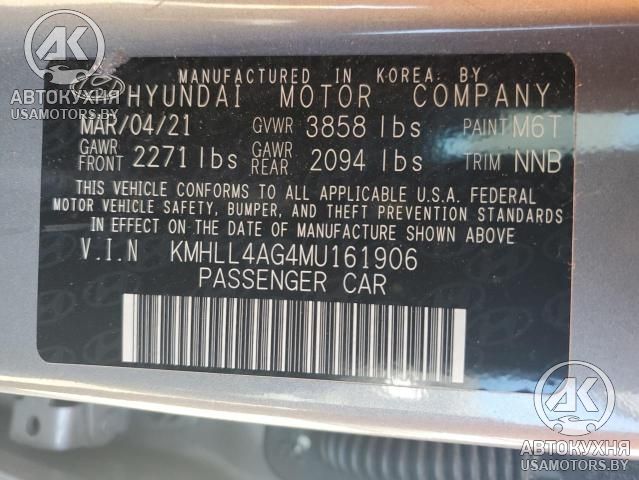 AK
АВТОКУХНЯ
USAMOTORS.BY
MANUFACTURED IN KOREA. BY
HYUNDAI MOTOR COMPANY
MAR/04/21 GVWR 3858 lbs PAINT M6T
GAWR FRONT 2271 lbs GAWR REAR. 2094 lbs TRIM NNB
THIS VEHICLE CONFORMS TO ALL APPLICABLE U.S.A. FEDERAL
MOTOR VEHICLE SAFETY, BUMPER, AND THEFT PREVENTION STANDARDS
IN EFFECT ON THE DATE OF MANUFACTURE SHOWN ABOVE.
V.I.N KMHLL4AG4MU161906
PASSENGER CAR
AK
АВТОКУХНЯ
USAMOTORS.BY